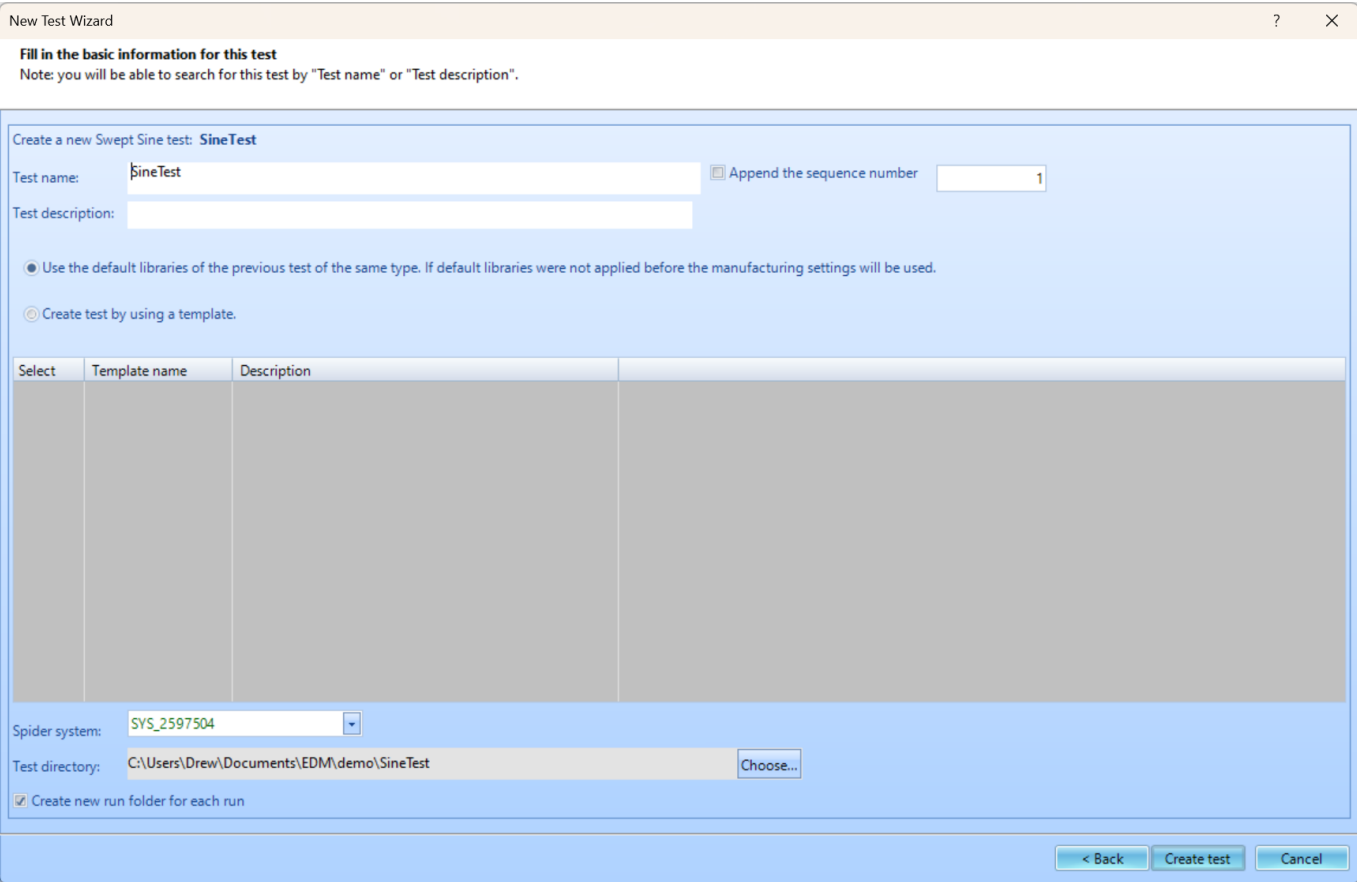 New Test Wizard ?
Fill in the basic information for this test
Note: you will be able to search for this test by "Test name" or "Test description".
Create a new Swept Sine test: SineTest
Test name: SineTest Append the sequence number 1
Test description:
Use the default libraries of the previous test of the same type. If default libraries were not applied before the manufacturing settings will be used.
Create test by using a template.
Select Template name Description
Spider system: SYS_2597504
Test directory: C:\Users\Drew\Documents\EDM\demo\SineTest Choose...
Create new run folder for each run
< Back Create test Cancel